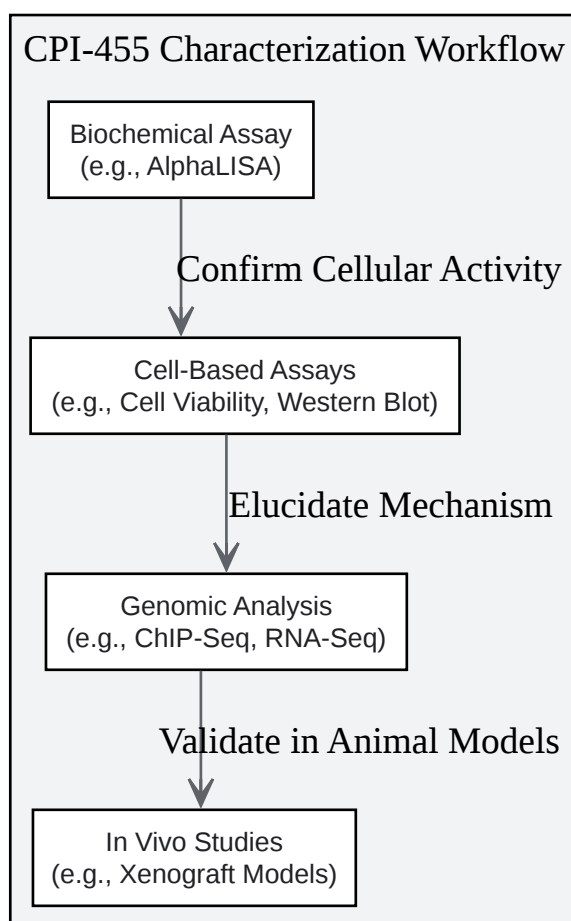 CPI-455 Characterization Workflow
Biochemical Assay
(e.g., AlphaLISA)
Confirm Cellular Activity
Cell-Based Assays
(e.g., Cell Viability, Western Blot)
Elucidate Mechanism
Genomic Analysis
(e.g., ChIP-Seq, RNA-Seq)
Validate in Animal Models
In Vivo Studies
(e.g., Xenograft Models)